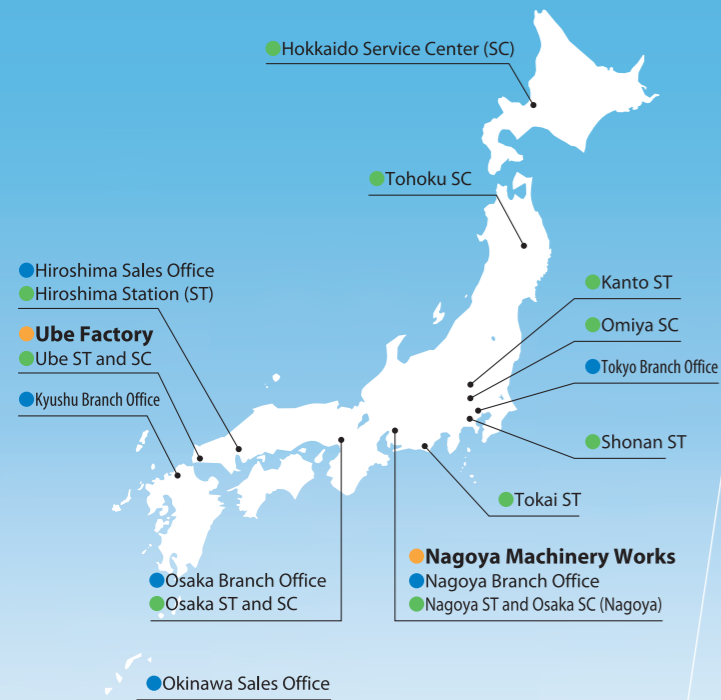 Hokkaido Service Center (SC)
Tohoku SC
Hiroshima Sales Office
Hiroshima Station (ST)
Ube Factory
Ube ST and SC
Kyushu Branch Office
Kanto ST
Omiya SC
Tokyo Branch Office
Shonan ST
Tokai ST
Nagoya Machinery Works
Nagoya Branch Office
Nagoya ST and Osaka SC (Nagoya)
Osaka Branch Office
Osaka ST and SC
Okinawa Sales Office